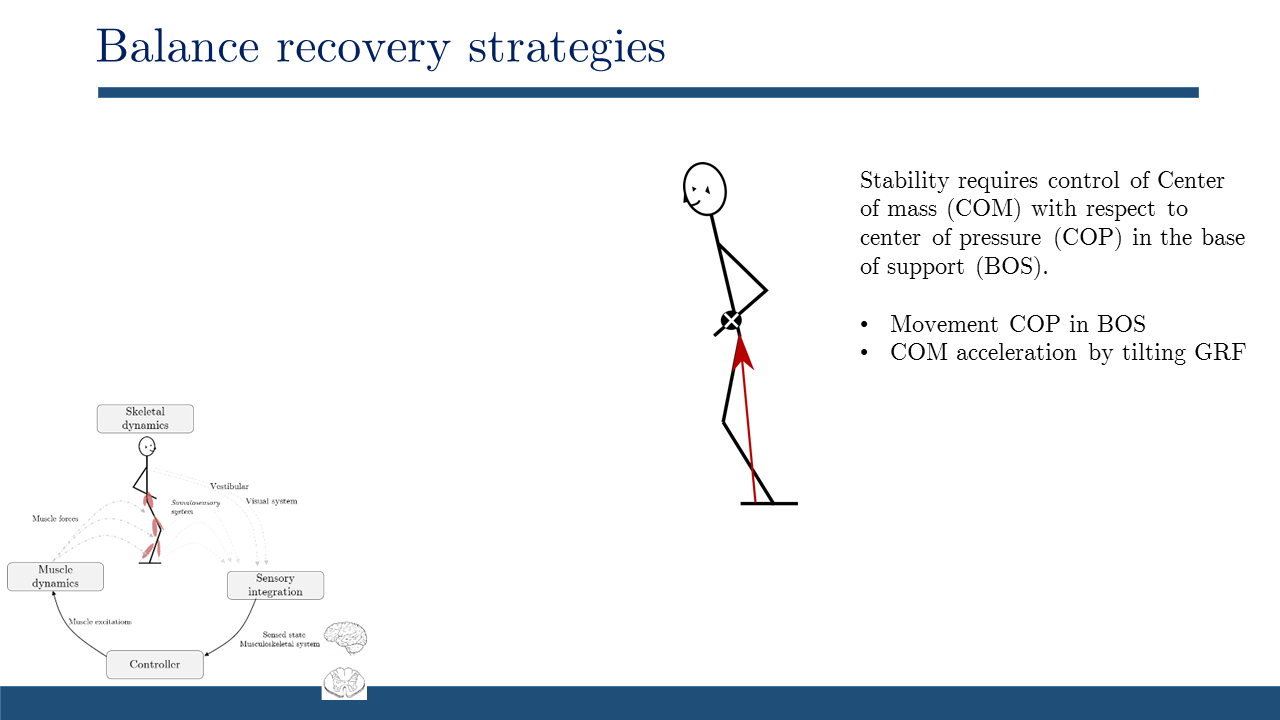 Balance recovery strategies
Stability requires control of Center
of mass (COM) with respect to
center of pressure (COP) in the base
of support (BOS).
• Movement COP in BOS
• COM acceleration by tilting GRF
Skeletal
dynamics
Vestibular
Somatosensory
system
Visual system
Muscle forces
Muscle
dynamics
Sensory
integration
Muscle excitations
Sensed state
Musculoskeletal system
Controller